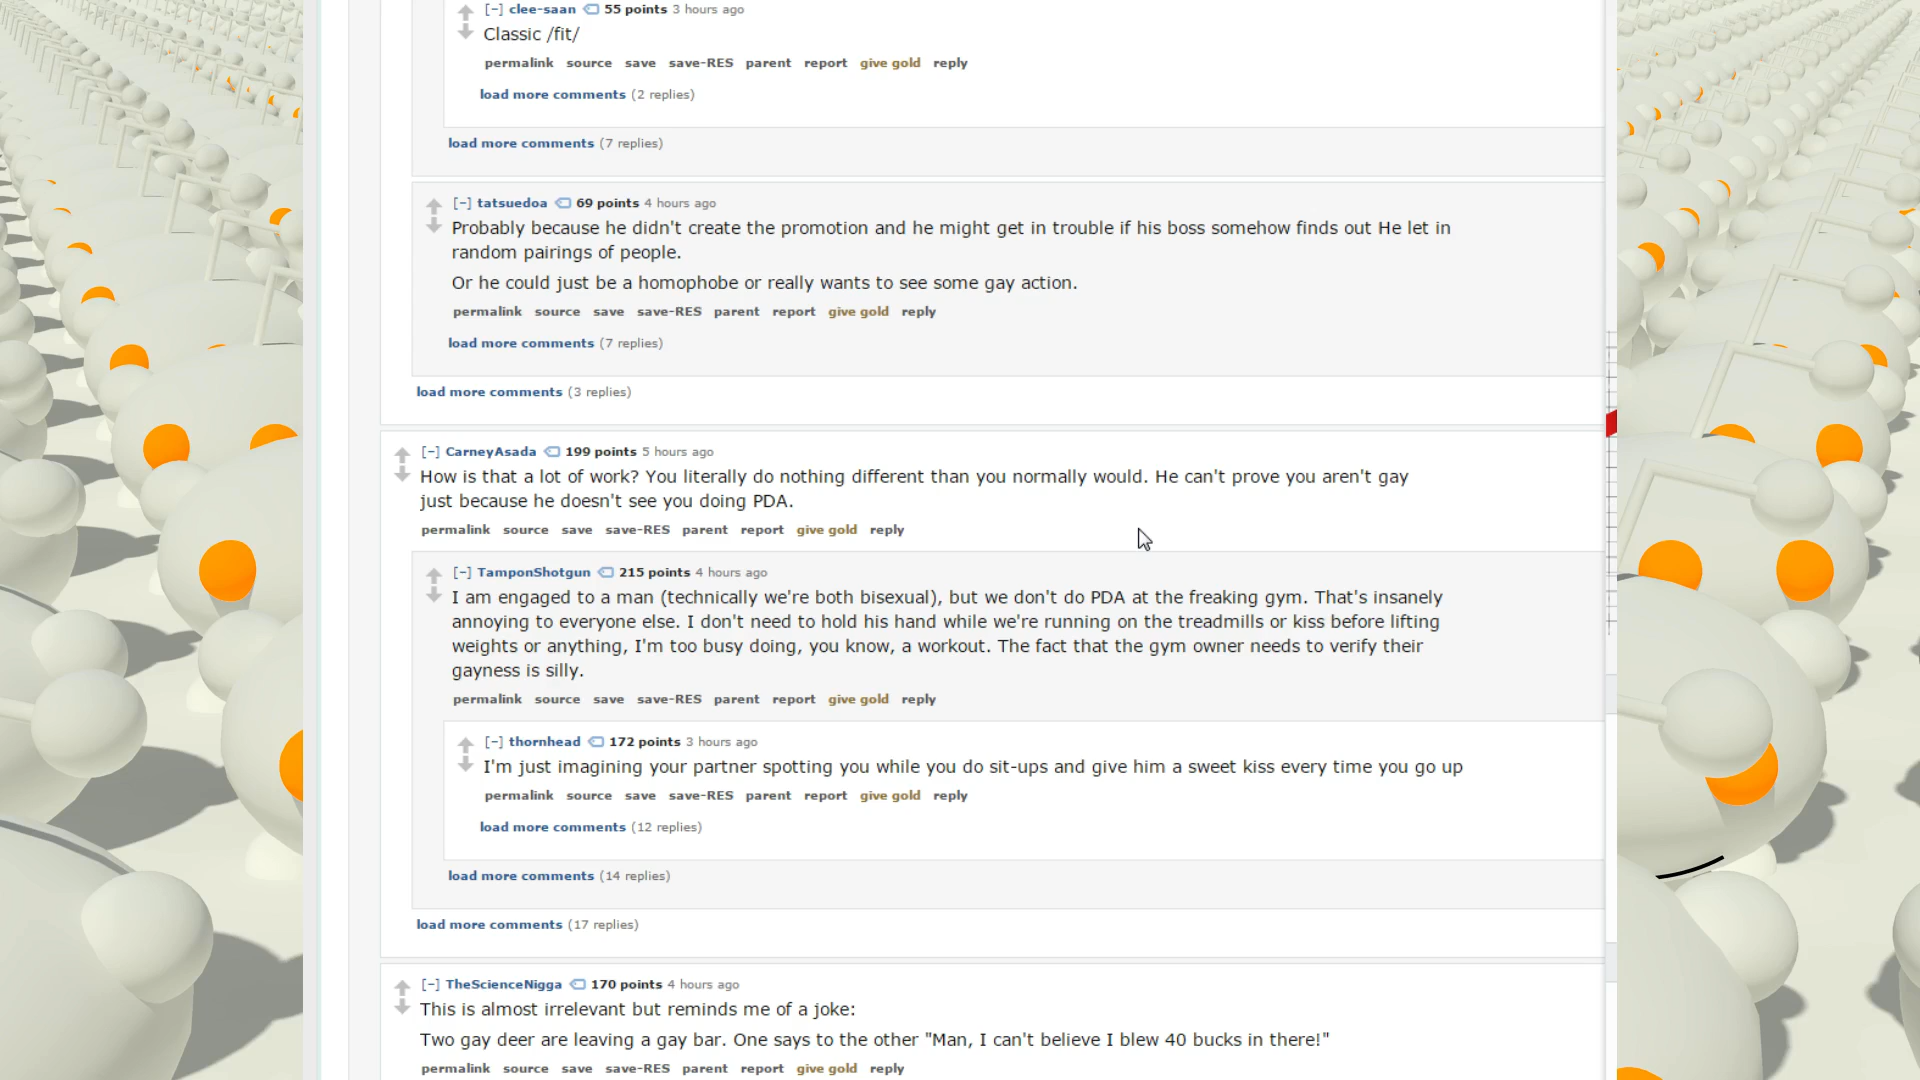 [−] clee-saan 55 points 3 hours ago
Classic /fit/
permalink source save save-RES parent report give gold reply
load more comments (2 replies)
load more comments (7 replies)
[−] tatsuedoa 69 points 4 hours ago
Probably because he didn't create the promotion and he might get in trouble if his boss somehow finds out He let in
random pairings of people.
Or he could just be a homophobe or really wants to see some gay action.
permalink source save save-RES parent report give gold reply
load more comments (7 replies)
load more comments (3 replies)
[−] CarneyAsada 199 points 5 hours ago
How is that a lot of work? You literally do nothing different than you normally would. He can't prove you aren't gay
just because he doesn't see you doing PDA.
permalink source save save-RES parent report give gold reply
[−] TamponShotgun 215 points 4 hours ago
I am engaged to a man (technically we're both bisexual), but we don't do PDA at the freaking gym. That's insanely
annoying to everyone else. I don't need to hold his hand while we're running on the treadmills or kiss before lifting
weights or anything, I'm too busy doing, you know, a workout. The fact that the gym owner needs to verify their
gayness is silly.
permalink source save save-RES parent report give gold reply
[−] thornhead 172 points 3 hours ago
I'm just imagining your partner spotting you while you do sit-ups and give him a sweet kiss every time you go up
permalink source save save-RES parent report give gold reply
load more comments (12 replies)
load more comments (14 replies)
load more comments (17 replies)
[−] TheScienceNigga 170 points 4 hours ago
This is almost irrelevant but reminds me of a joke:
Two gay deer are leaving a gay bar. One says to the other "Man, I can't believe I blew 40 bucks in there!"
permalink source save save-RES parent report give gold reply